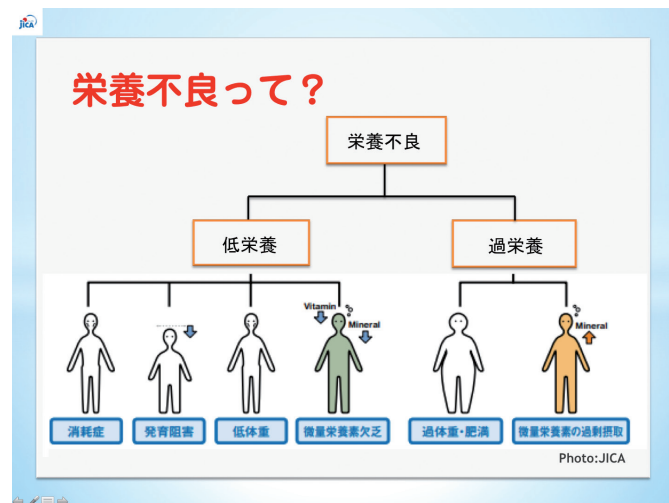 jica
栄養不良って？
栄養不良
低栄養
過栄養
Vitamin
Mineral
Mineral
消耗症
発育阻害
低体重
微量栄養素欠乏
過体重・肥満
微量栄養素の過剰摂取
Photo:JICA